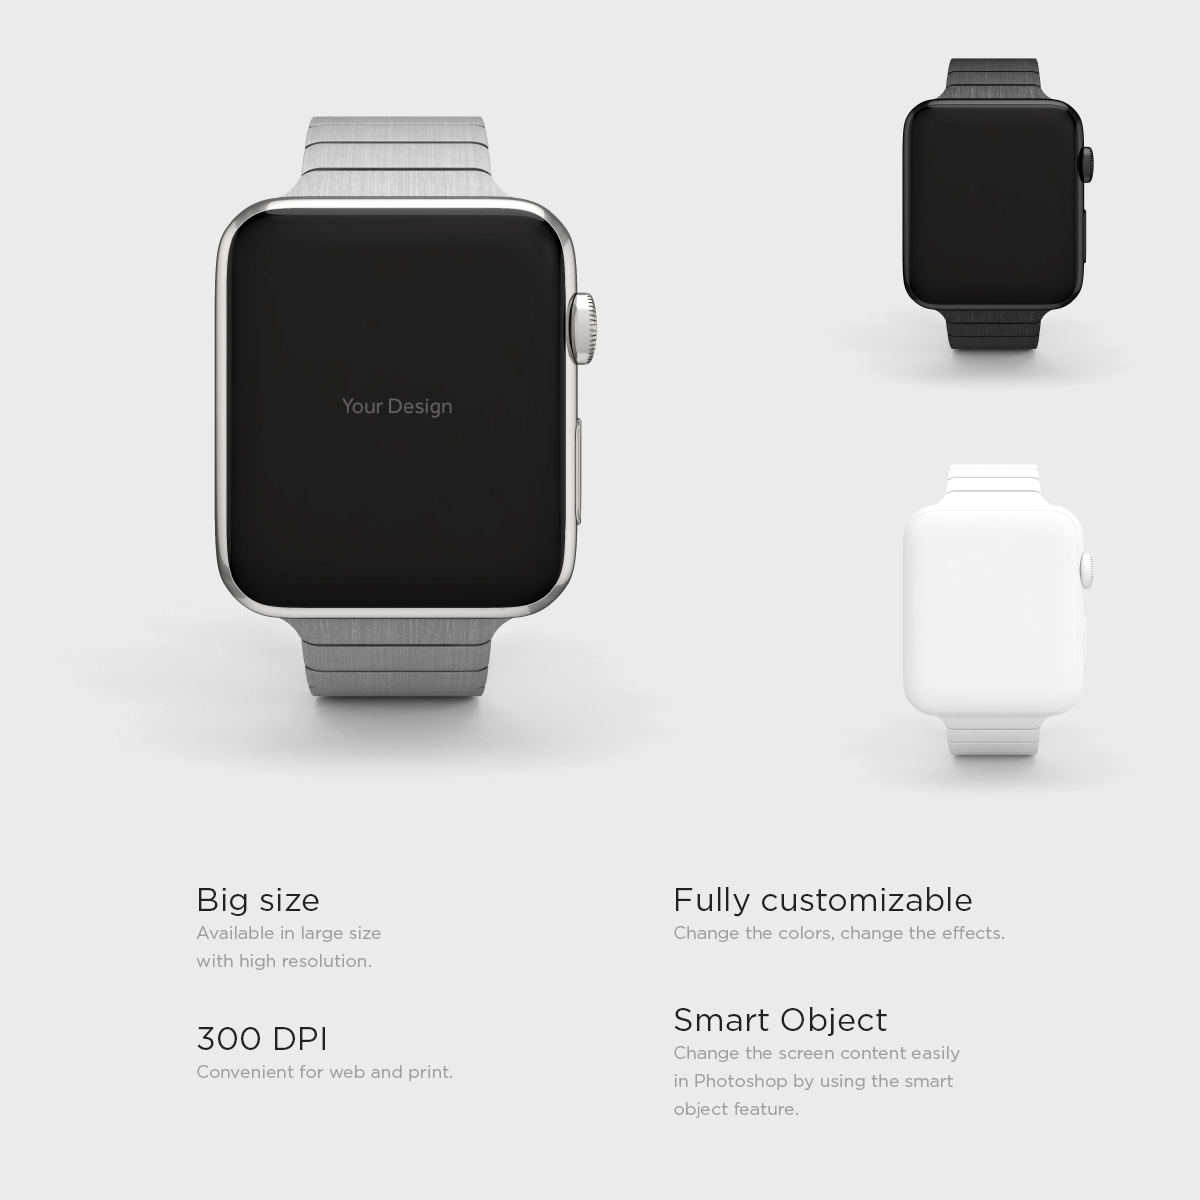 Your Design
Big size
Available in large size
with high resolution.
300 DPI
Convenient for web and print.
Fully customizable
Change the colors, change the effects.
Smart Object
Change the screen content easily
in Photoshop by using the smart
object feature.